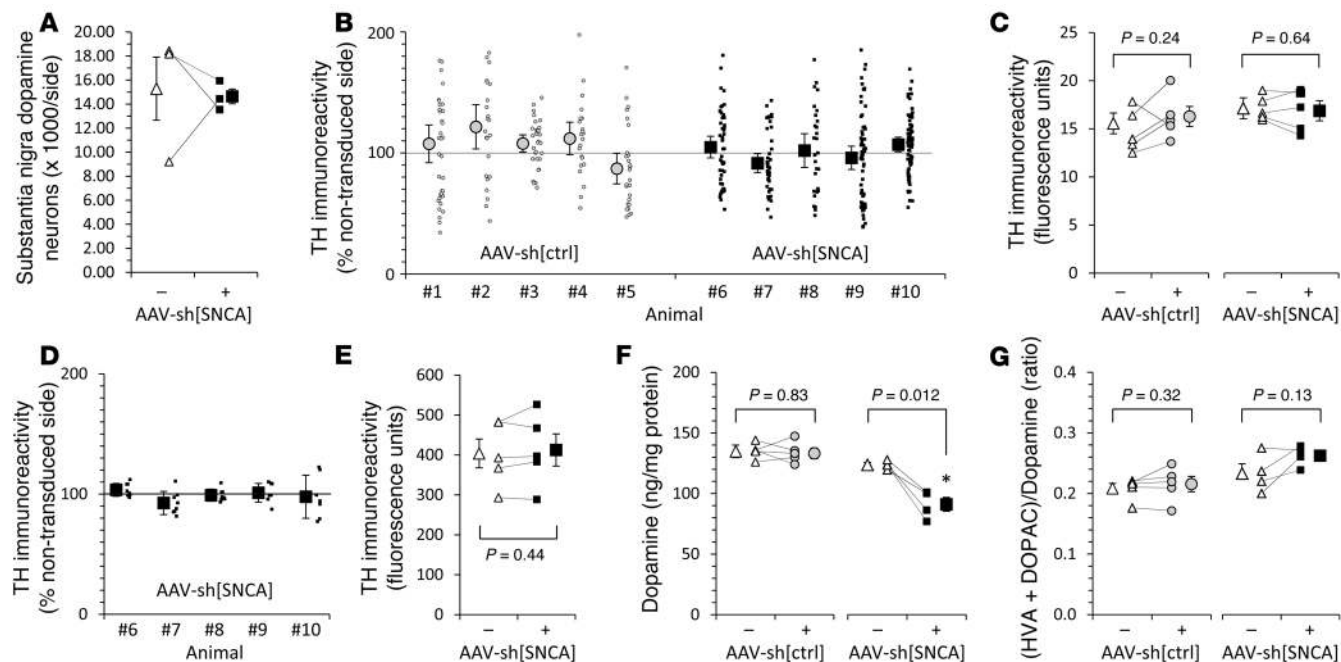 A
Substantia nigra dopamine
neurons (x 1000/side)
20.00
18.00
16.00
14.00
12.00
10.00
8.00
6.00
4.00
2.00
0.00
– +
AAV-sh[SNCA]
B
TH immunoreactivity
(% non-transduced side)
200
100
0
AAV-sh[ctrl] AAV-sh[SNCA]
#1 #2 #3 #4 #5 #6 #7 #8 #9 #10
Animal
C
TH immunoreactivity
(fluorescence units)
P = 0.24 P = 0.64
25
20
15
10
5
0
– + – +
AAV-sh[ctrl] AAV-sh[SNCA]
D
TH immunoreactivity
(% non-transduced side)
200
100
0
AAV-sh[SNCA]
#6 #7 #8 #9 #10
Animal
E
TH immunoreactivity
(fluorescence units)
600
500
400
300
200
100
0
P = 0.44
– +
AAV-sh[SNCA]
F
Dopamine (ng/mg protein)
200
150
100
50
0
P = 0.83 P = 0.012
*
– + – +
AAV-sh[ctrl] AAV-sh[SNCA]
G
(HVA + DOPAC)/Dopamine (ratio)
0.4
0.3
0.2
0.1
0.0
P = 0.32 P = 0.13
– + – +
AAV-sh[ctrl] AAV-sh[SNCA]